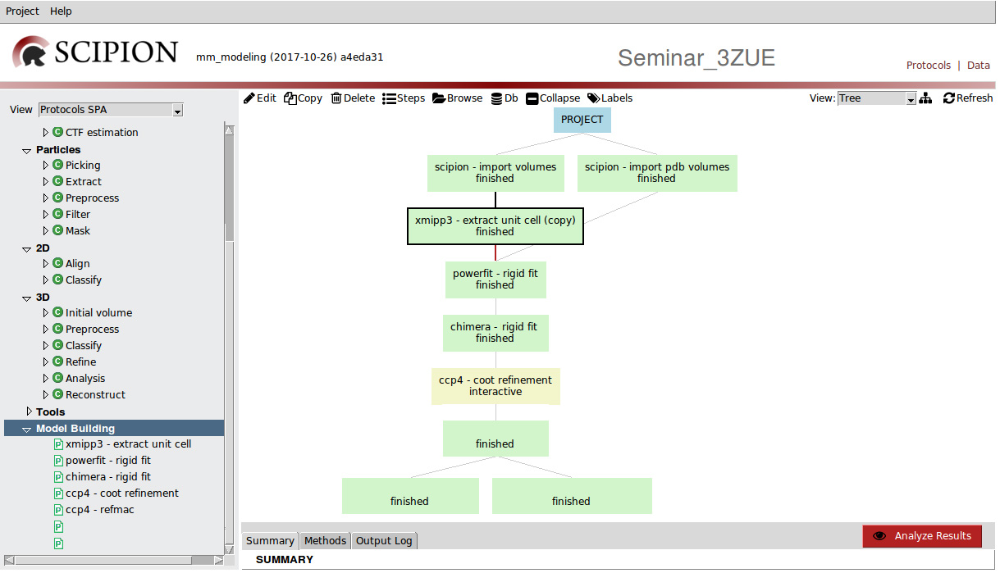 Project Help
SCIPION
mm_modeling (2017-10-26) a4eda31
Seminar_3ZUE
Protocols | Data
View Protocols SPA
CTF estimation
Particles
Picking
Extract
Preprocess
Filter
Mask
2D
Align
Classify
3D
Initial volume
Preprocess
Classify
Refine
Analysis
Reconstruct
Tools
Model Building
xmipp3 - extract unit cell
powerfit - rigid fit
chimera - rigid fit
ccp4 - coot refinement
ccp4 - refmac
Edit Copy Delete Steps Browse Db Collapse Labels
View: Tree Refresh
PROJECT
scipion - import volumes
finished
scipion - import pdb volumes
finished
xmipp3 - extract unit cell (copy)
finished
powerfit - rigid fit
finished
chimera - rigid fit
finished
ccp4 - coot refinement
interactive
finished
finished
finished
Summary Methods Output Log
Analyze Results
SUMMARY